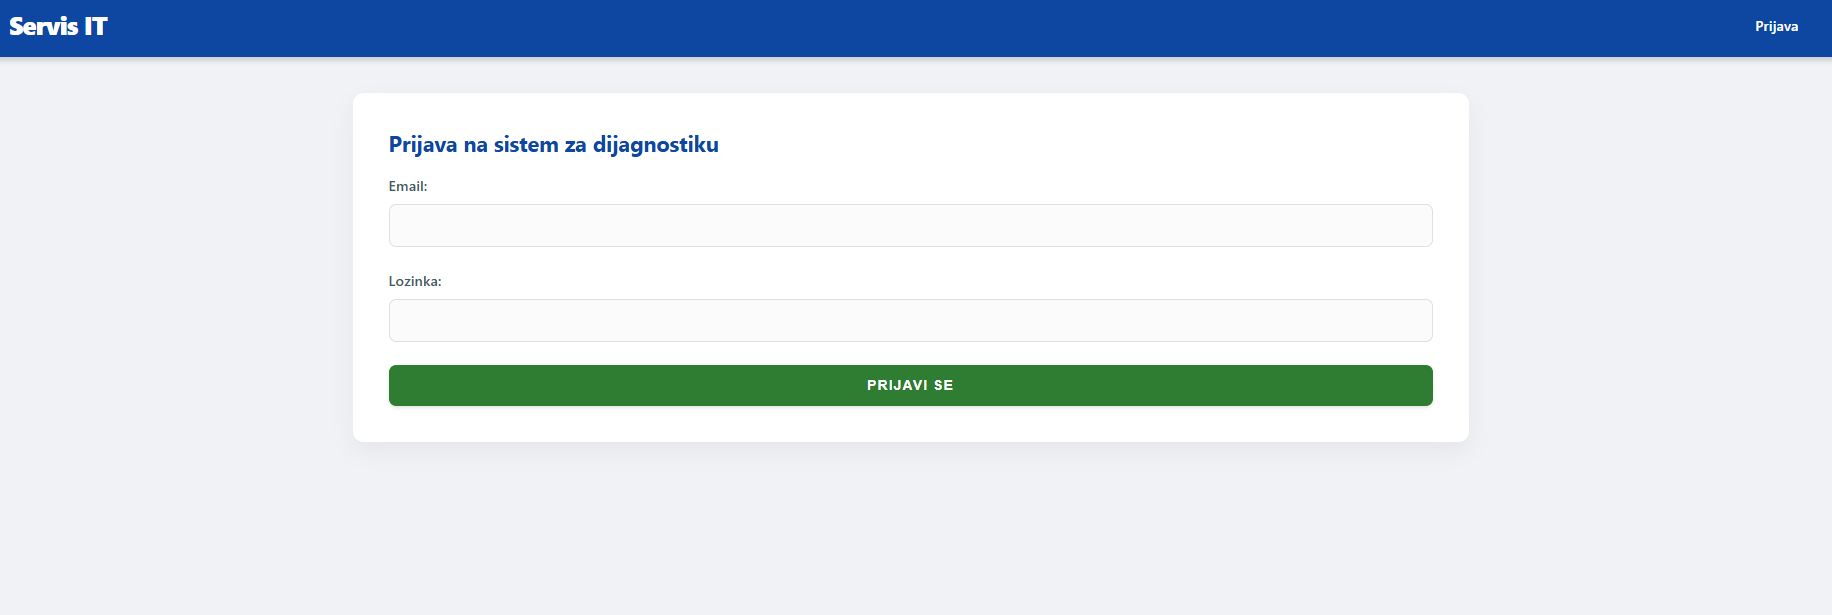 Servis IT
Prijava
Prijava na sistem za dijagnostiku
Email:
Lozinka:
PRIJAVI SE